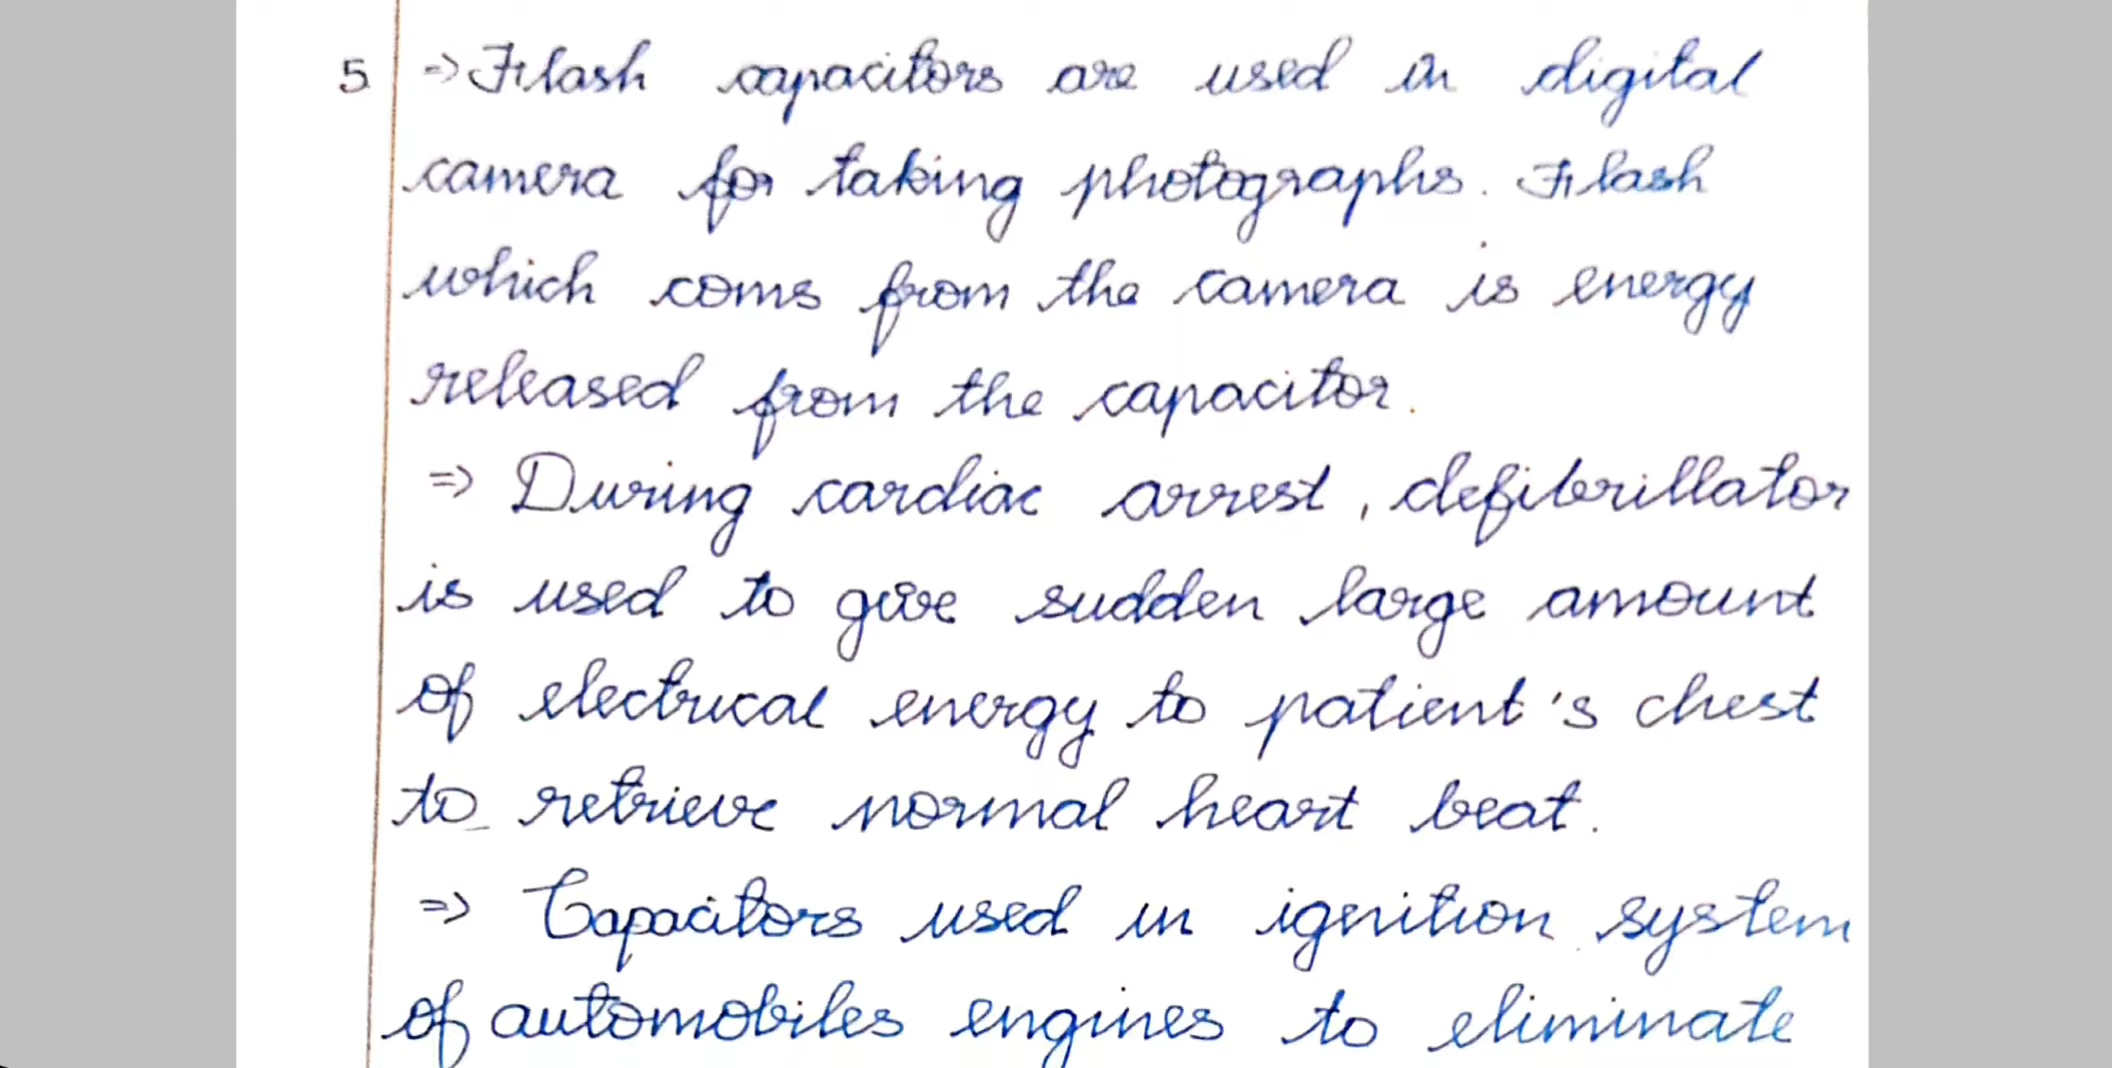 5 => Flash capacitors are used in digital
camera for taking photographs. Flash
which coms from the camera is energy
released from the capacitor.
=> During cardiac arrest, defibrillator
is used to give sudden large amount
of electrical energy to patient's chest
to retrieve normal heart beat.
=> Capacitors used in ignition system
of automobiles engines to eliminate